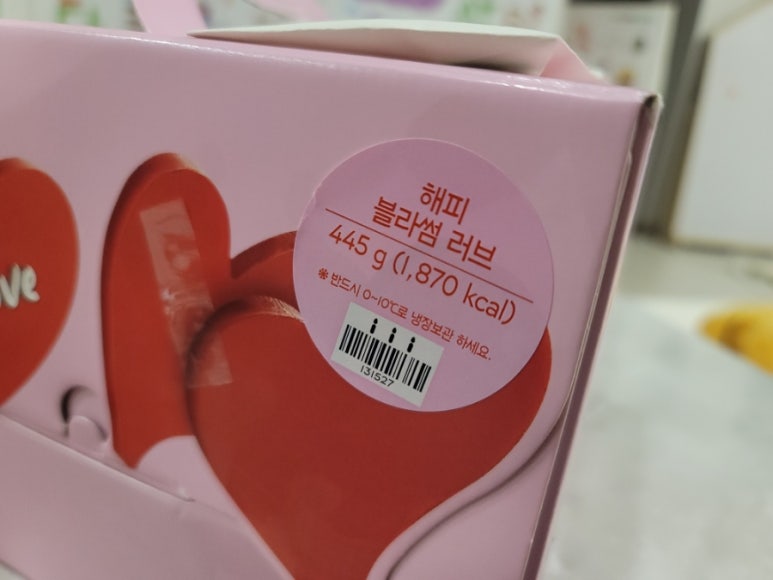 해피
블라썸 러브
445 g (1,870 kcal)
※ 반드시 0~10℃로 냉장보관 하세요.
131527